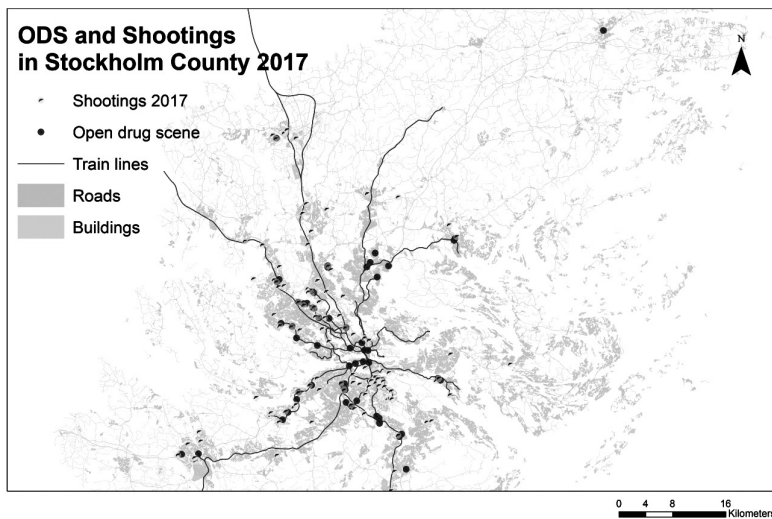 ODS and Shootings
in Stockholm County 2017
Shootings 2017
Open drug scene
Train lines
Roads
Buildings
N
0 4 8 16
Kilometers